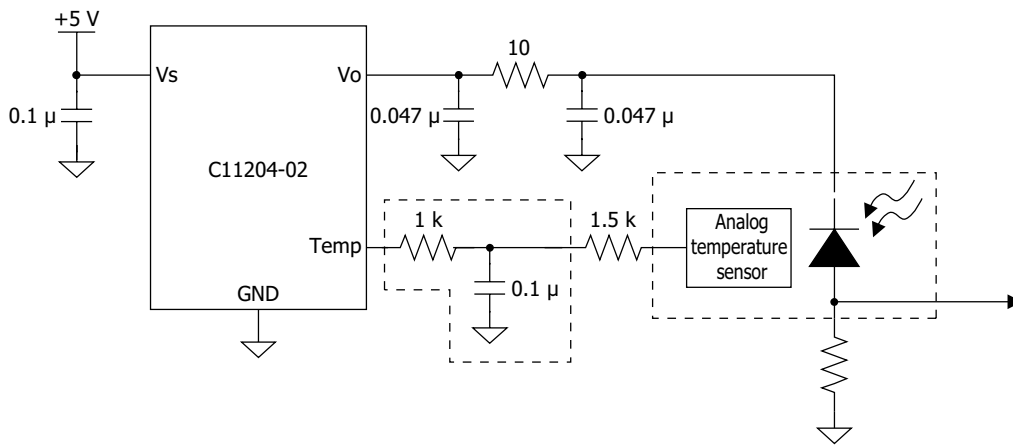 +5 V
Vs
Vo
10
0.1 µ
0.047 µ
0.047 µ
C11204-02
Temp
1 k
1.5 k
Analog
temperature
sensor
0.1 µ
GND